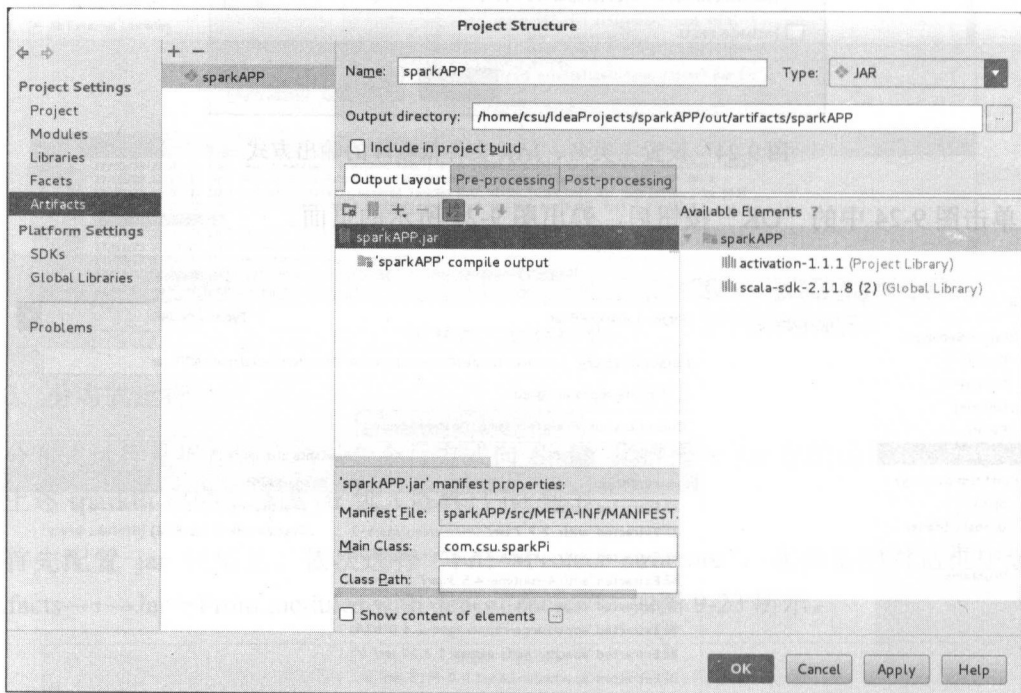 Project Structure
Project Settings
Project
Modules
Libraries
Facets
Artifacts
Platform Settings
SDKs
Global Libraries
Problems
sparkAPP
Name: sparkAPP
Type: JAR
Output directory: /home/csu/IdeaProjects/sparkAPP/out/artifacts/sparkAPP
Include in project build
Output Layout Pre-processing Post-processing
sparkAPP.jar
'sparkAPP' compile output
Available Elements ?
sparkAPP
activation-1.1.1 (Project Library)
scala-sdk-2.11.8 (2) (Global Library)
'sparkAPP.jar' manifest properties:
Manifest File: sparkAPP/src/META-INF/MANIFEST.
Main Class: com.csu.sparkPi
Class Path:
Show content of elements
OK Cancel Apply Help